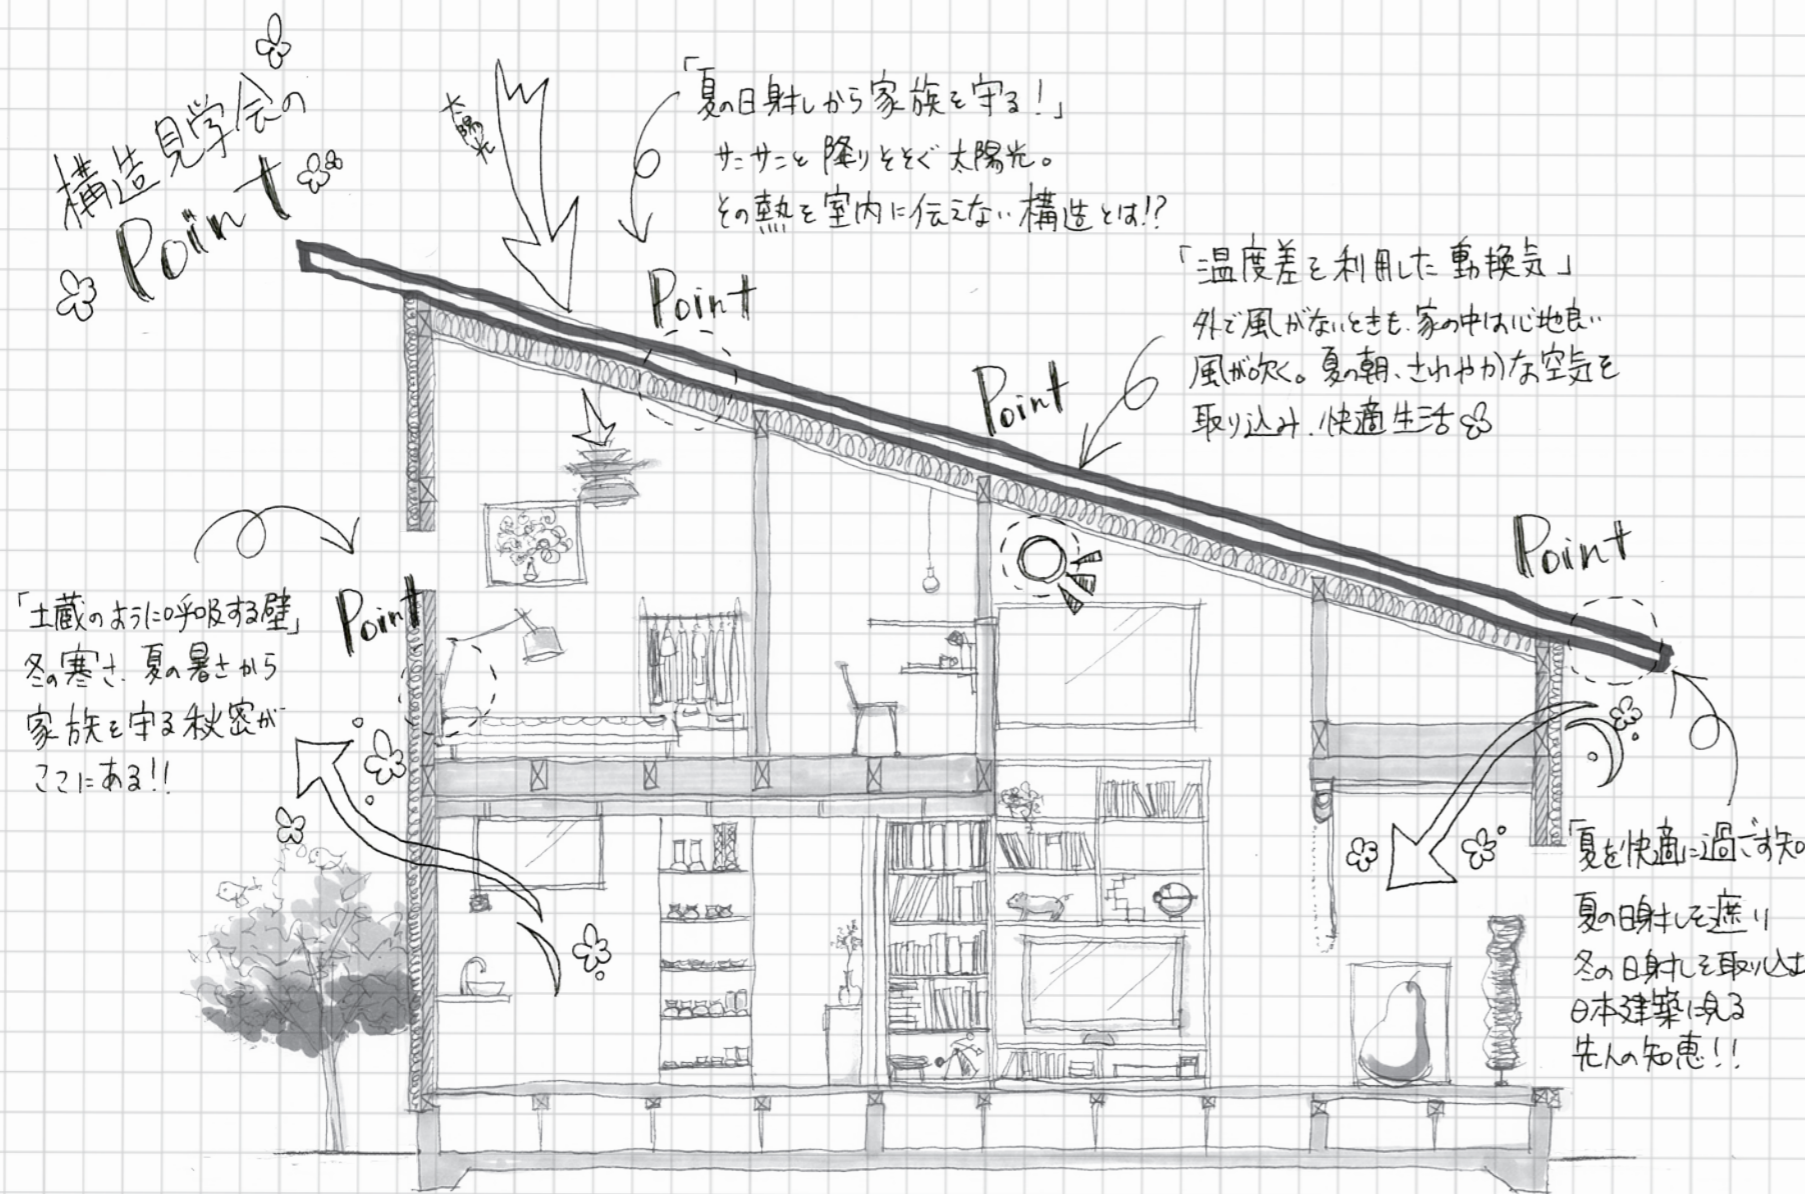 構造見学会の
Point
太陽光
「夏の日射しから家族を守る!」
サンサンと降りそそぐ太陽光。
その熱を室内に伝えない構造とは!?
Point
「温度差を利用した動換気」
外で風がないときも、家の中は心地良い
風が吹く。夏の朝、さわやかな空気を
取り込み、快適生活
Point
Point
「土蔵のように呼吸する壁」
冬の寒さ、夏の暑さから
家族を守る秘密が
ここにある!!
Point
「夏を快適に過ごす知
夏の日射しを遮り
冬の日射しを取り込む
日本建築に見る
先人の知恵!!